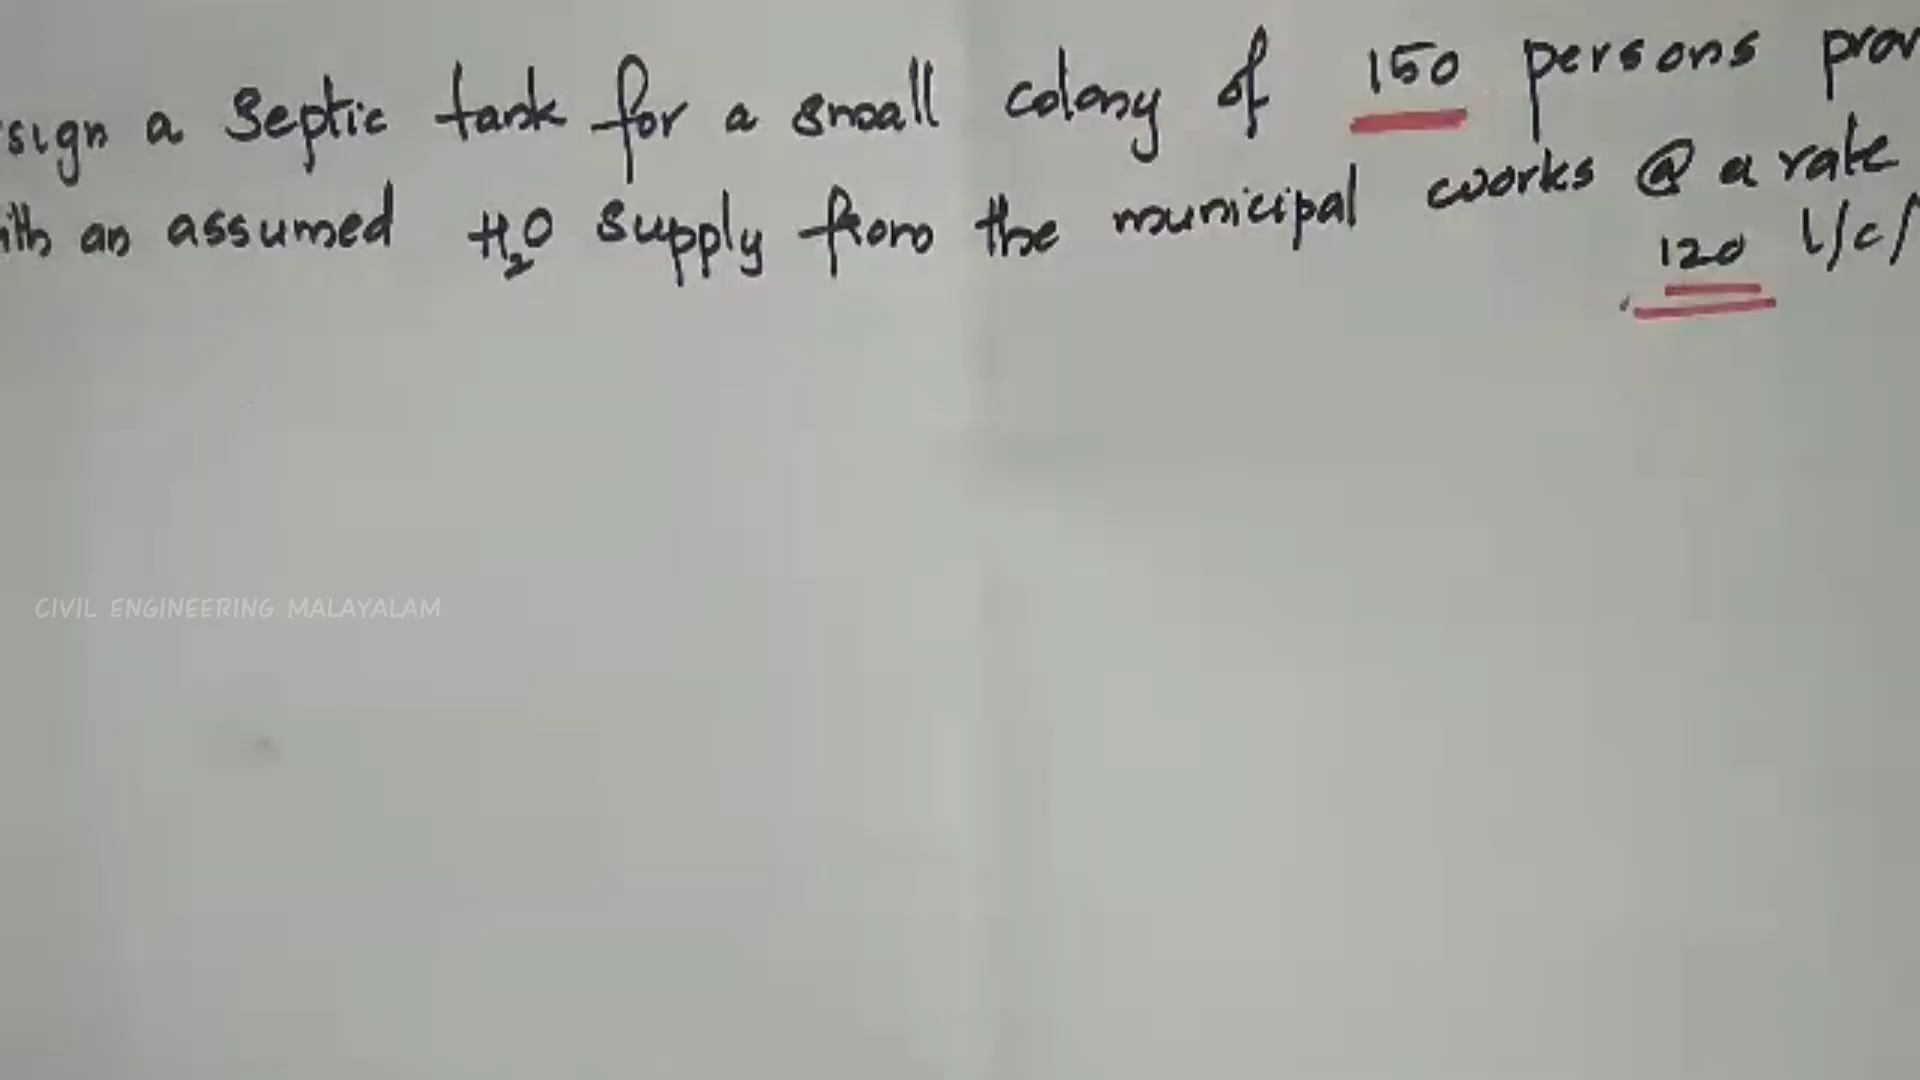 sign a Septic tank for a small colony of 150 persons prov
ith an assumed H₂O supply from the municipal works @ a rate
120 l/c/
CIVIL ENGINEERING MALAYALAM